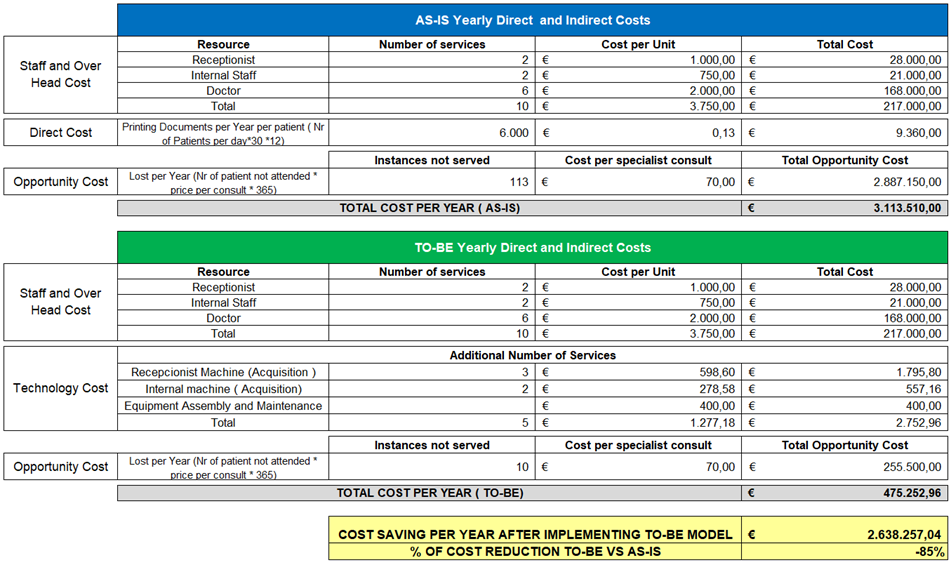 AS-IS Yearly Direct and Indirect Costs
Staff and Over Head Cost
Resource Number of services Cost per Unit Total Cost
Receptionist 2 € 1.000,00 € 28.000,00
Internal Staff 2 € 750,00 € 21.000,00
Doctor 6 € 2.000,00 € 168.000,00
Total 10 € 3.750,00 € 217.000,00
Direct Cost
Printing Documents per Year per patient ( Nr
of Patients per day*30 *12)
6.000 € 0,13 € 9.360,00
Instances not served Cost per specialist consult Total Opportunity Cost
Opportunity Cost
Lost per Year (Nr of patient not attended *
price per consult * 365)
113 € 70,00 € 2.887.150,00
TOTAL COST PER YEAR ( AS-IS) € 3.113.510,00
TO-BE Yearly Direct and Indirect Costs
Staff and Over Head Cost
Resource Number of services Cost per Unit Total Cost
Receptionist 2 € 1.000,00 € 28.000,00
Internal Staff 2 € 750,00 € 21.000,00
Doctor 6 € 2.000,00 € 168.000,00
Total 10 € 3.750,00 € 217.000,00
Technology Cost
Additional Number of Services
Recepcionist Machine (Acquisition ) 3 € 598,60 € 1.795,80
Internal machine ( Acquisition) 2 € 278,58 € 557,16
Equipment Assembly and Maintenance € 400,00 € 400,00
Total 5 € 1.277,18 € 2.752,96
Instances not served Cost per specialist consult Total Opportunity Cost
Opportunity Cost
Lost per Year (Nr of patient not attended *
price per consult * 365)
10 € 70,00 € 255.500,00
TOTAL COST PER YEAR ( TO-BE) € 475.252,96
COST SAVING PER YEAR AFTER IMPLEMENTING TO-BE MODEL € 2.638.257,04
% OF COST REDUCTION TO-BE VS AS-IS -85%